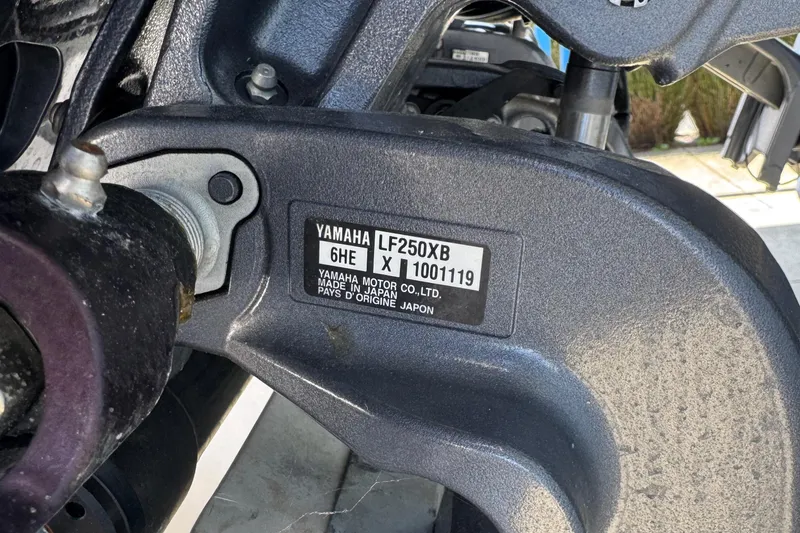 YAMAHA LF250XB
6HE X 1001119
YAMAHA MOTOR CO.,LTD.
MADE IN JAPAN
PAYS D'ORIGINE JAPON